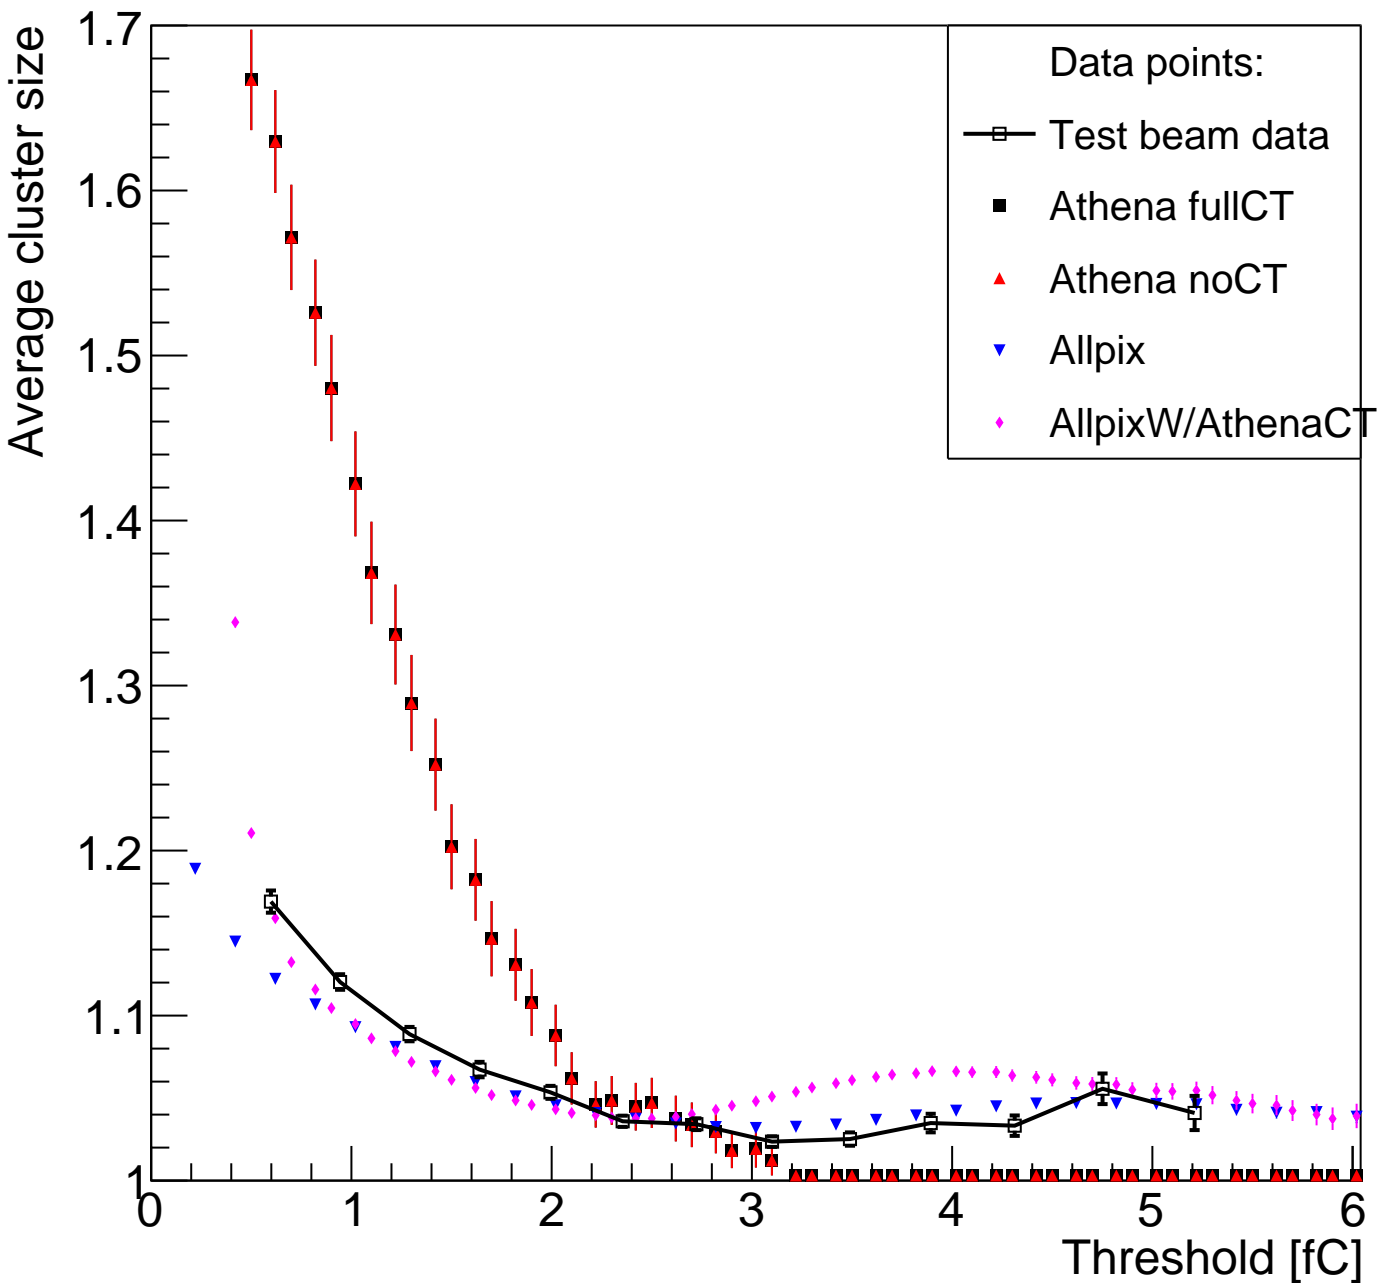 Average cluster size
1.7
1.6
1.5
1.4
1.3
1.2
1.1
1
0
1
2
3
4
5
6
Threshold [fC]
Data points:
Test beam data
Athena fullCT
Athena noCT
Allpix
AllpixW/AthenaCT